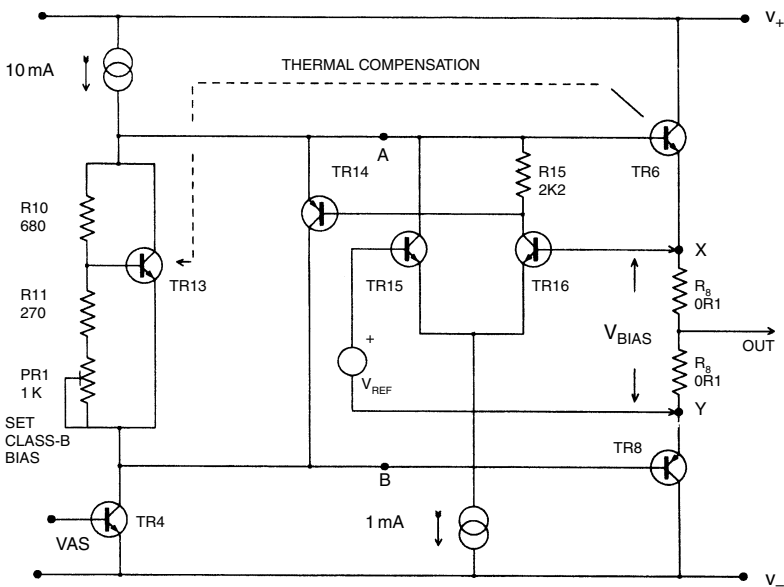 V+
10 mA
THERMAL COMPENSATION
A
TR14
R15
2K2
TR6
R10
680
TR13
TR15
TR16
X
R11
270
R8
0R1
VBIAS
OUT
+
VREF
PR1
1 K
R8
0R1
SET
CLASS-B
BIAS
Y
TR8
B
TR4
VAS
1 mA
V−